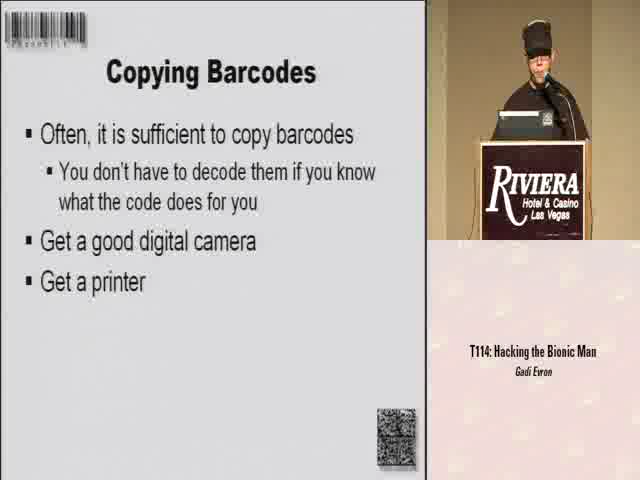 Copying Barcodes
▪ Often, it is sufficient to copy barcodes
▪ You don't have to decode them if you know
what the code does for you
▪ Get a good digital camera
▪ Get a printer
RIVIERA
Hotel & Casino
Las Vegas
T114: Hacking the Bionic Man
Gadi Evron